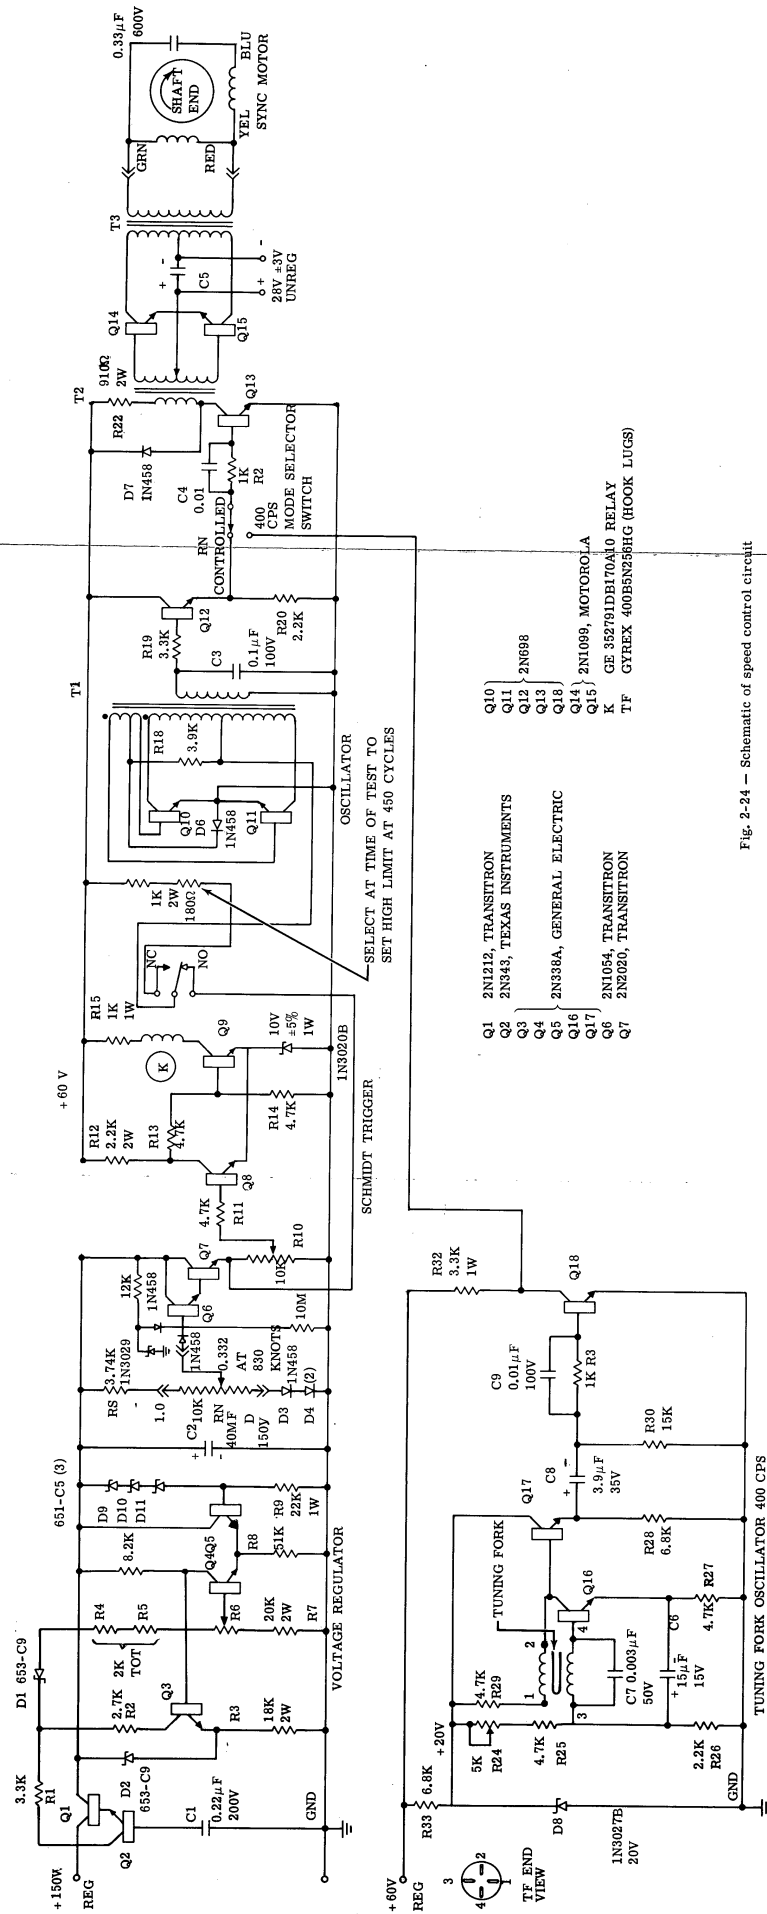 +150V
REG
Q1
Q2
3.3K
R1
D1 653-C9
D2
653-C9
C1
0.22μF
200V
GND
2.7K
R2
Q3
R3
18K
2W
R4
R5
2K
TOT
R6
20K
2W
R7
VOLTAGE REGULATOR
8.2K
Q4
Q5
R8
51K
651-C5 (3)
D9
D10
D11
R9
22K
1W
C2
40MF
150V
+
-
RS
3.74K
1N3029
-
1.0
10K
RN
D
0.332
AT
830
KNOTS
D3
1N458
D4
(2)
12K
1N458
1N458
Q6
Q7
10M
10K
R10
4.7K
R11
Q8
R12
2.2K
2W
R13
4.7K
R14
4.7K
+60 V
R15
1K
1W
K
Q9
10V
±5%
1W
1N3020B
SCHMIDT TRIGGER
NC
NO
1K
2W
180Ω
SELECT AT TIME OF TEST TO
SET HIGH LIMIT AT 450 CYCLES
OSCILLATOR
Q10
D6
1N458
Q11
R18
3.9K
T1
R19
3.3K
C3
0.1μF
100V
Q12
R20
2.2K
RN
CONTROLLED
400
CPS
MODE SELECTOR
SWITCH
C4
0.01
1K
R2
D7
1N458
R22
T2
910Ω
2W
Q13
Q14
Q15
+
-
C5
+
-
28V ±3V
UNREG
T3
GRN
RED
SHAFT
END
0.33μF
600V
YEL
BLU
SYNC MOTOR
+60V
REG
R33
6.8K
3
2
4
1
TF END
VIEW
D8
1N3027B
20V
GND
+20V
5K
R24
4.7K
R29
4.7K
R25
2.2K
R26
TUNING FORK
1
2
3
4
C7 0.003μF
50V
Q16
C6
+
-
15μF
15V
4.7K
R27
Q17
R28
6.8K
C8
+
-
3.9μF
35V
R30
15K
C9
0.01μF
100V
1K R3
R32
3.3K
1W
Q18
TUNING FORK OSCILLATOR 400 CPS
Q1 2N1212, TRANSITRON
Q2 2N343, TEXAS INSTRUMENTS
Q3
Q4
Q5 2N338A, GENERAL ELECTRIC
Q16
Q17
Q6 2N1054, TRANSITRON
Q7 2N2020, TRANSITRON
Q10
Q11
Q12 2N698
Q13
Q18
Q14 2N1099, MOTOROLA
Q15
K GE 352791DB170A10 RELAY
TF GYREX 400B5N256HG (HOOK LUGS)
Fig. 2-24 — Schematic of speed control circuit